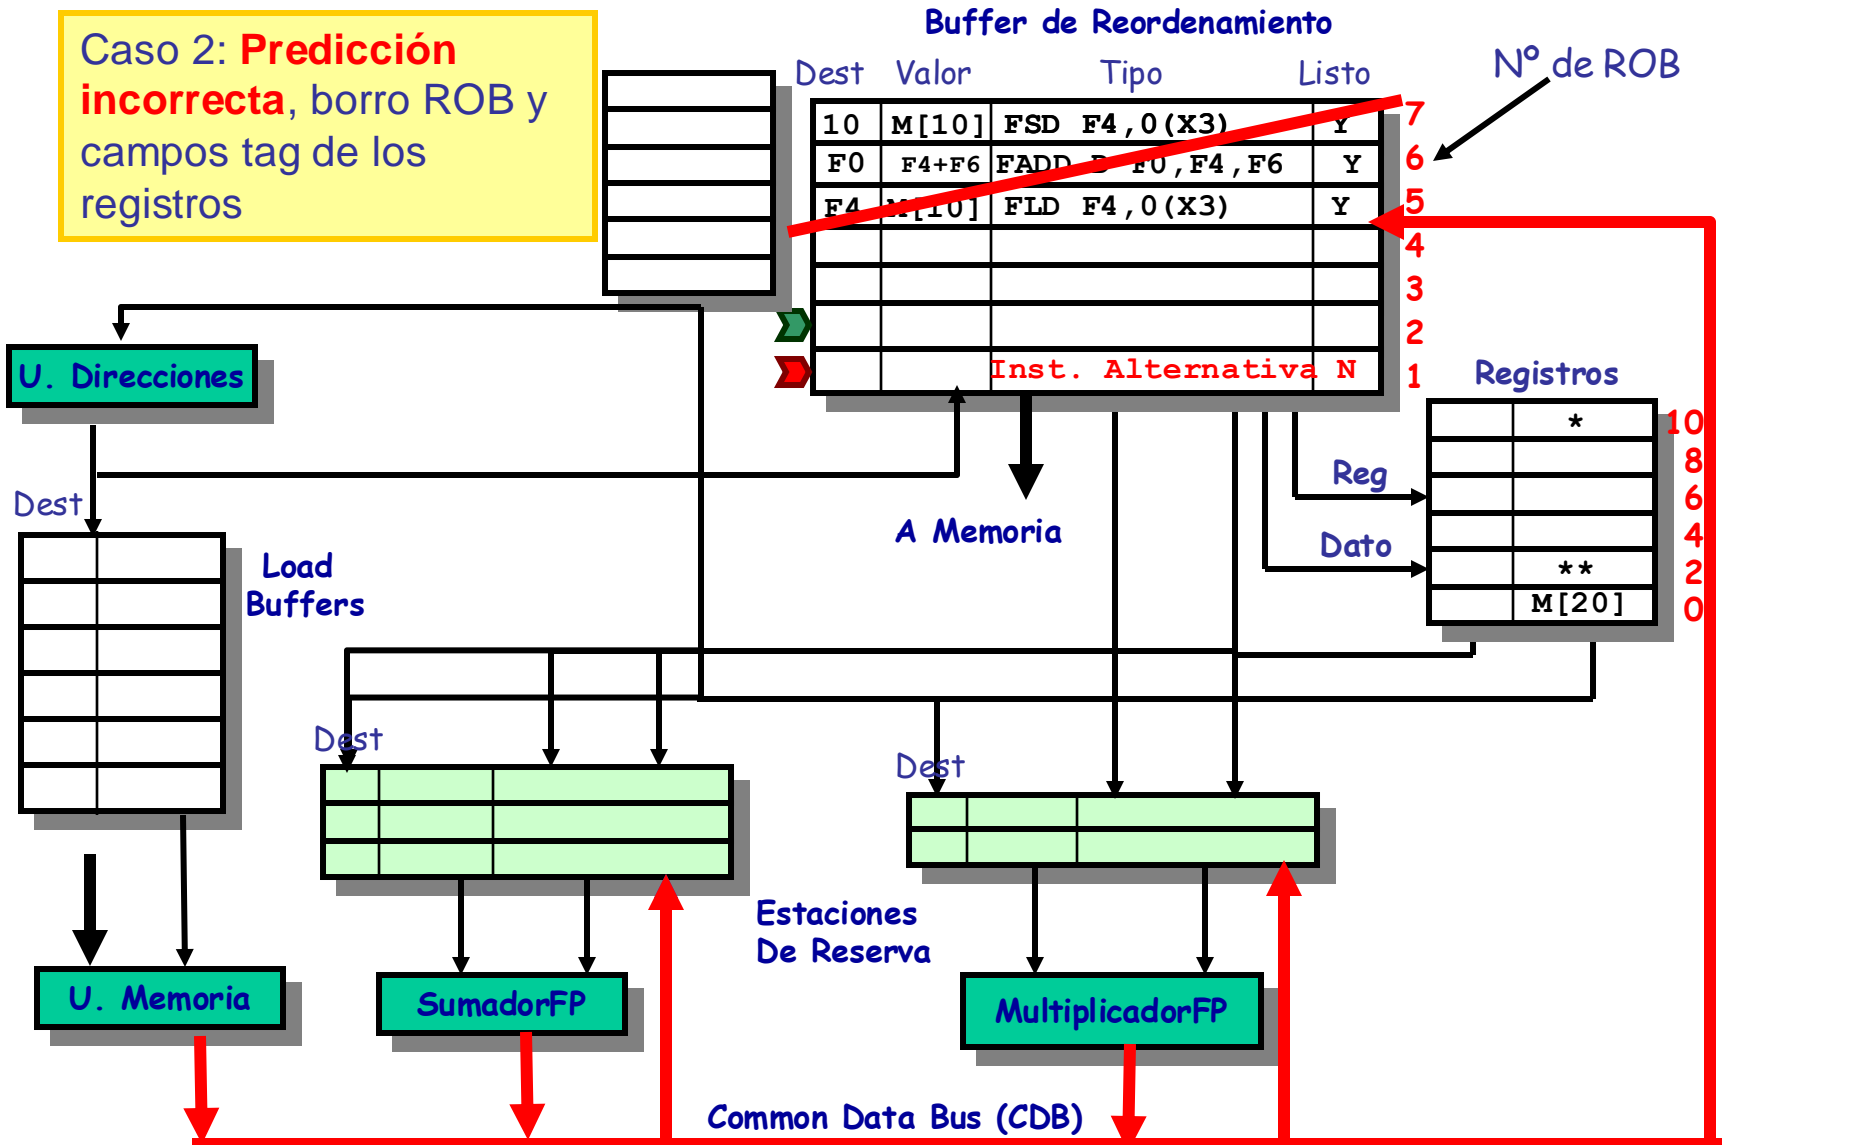 Buffer de Reordenamiento
Caso 2: Predicción
incorrecta, borro ROB y
campos tag de los
registros
Dest Valor Tipo Listo
Nº de ROB
10 M[10] FSD F4,0(X3) Y 7
F0 F4+F6 FADD D F0,F4,F6 Y 6
F4 M[10] FLD F4,0(X3) Y 5
4
3
2
Inst. Alternativa N 1
U. Direcciones
Registros
* 10
8
Reg 6
4
Dato
** 2
M[20] 0
A Memoria
Dest
Load
Buffers
Dest
Dest
Estaciones
De Reserva
U. Memoria
SumadorFP
MultiplicadorFP
Common Data Bus (CDB)